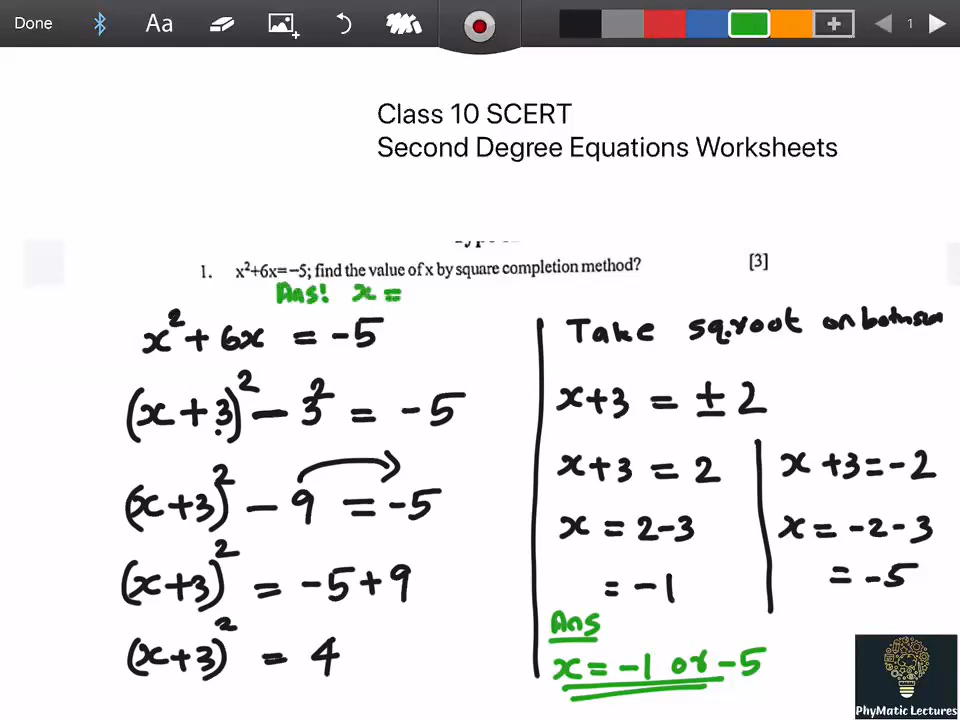 Done Aa 1
Class 10 SCERT
Second Degree Equations Worksheets
1. x²+6x=−5; find the value of x by square completion method? [3]
Ans! x =
x² + 6x = -5
(x+3)² - 3² = -5
(x+3)² - 9 = -5
(x+3)² = -5+9
(x+3)² = 4
Take sq.root on both
x+3 = ± 2
x+3 = 2
x = 2-3
= -1
x+3=-2
x = -2-3
= -5
Ans
x = -1 or -5
PhyMatic Lectures